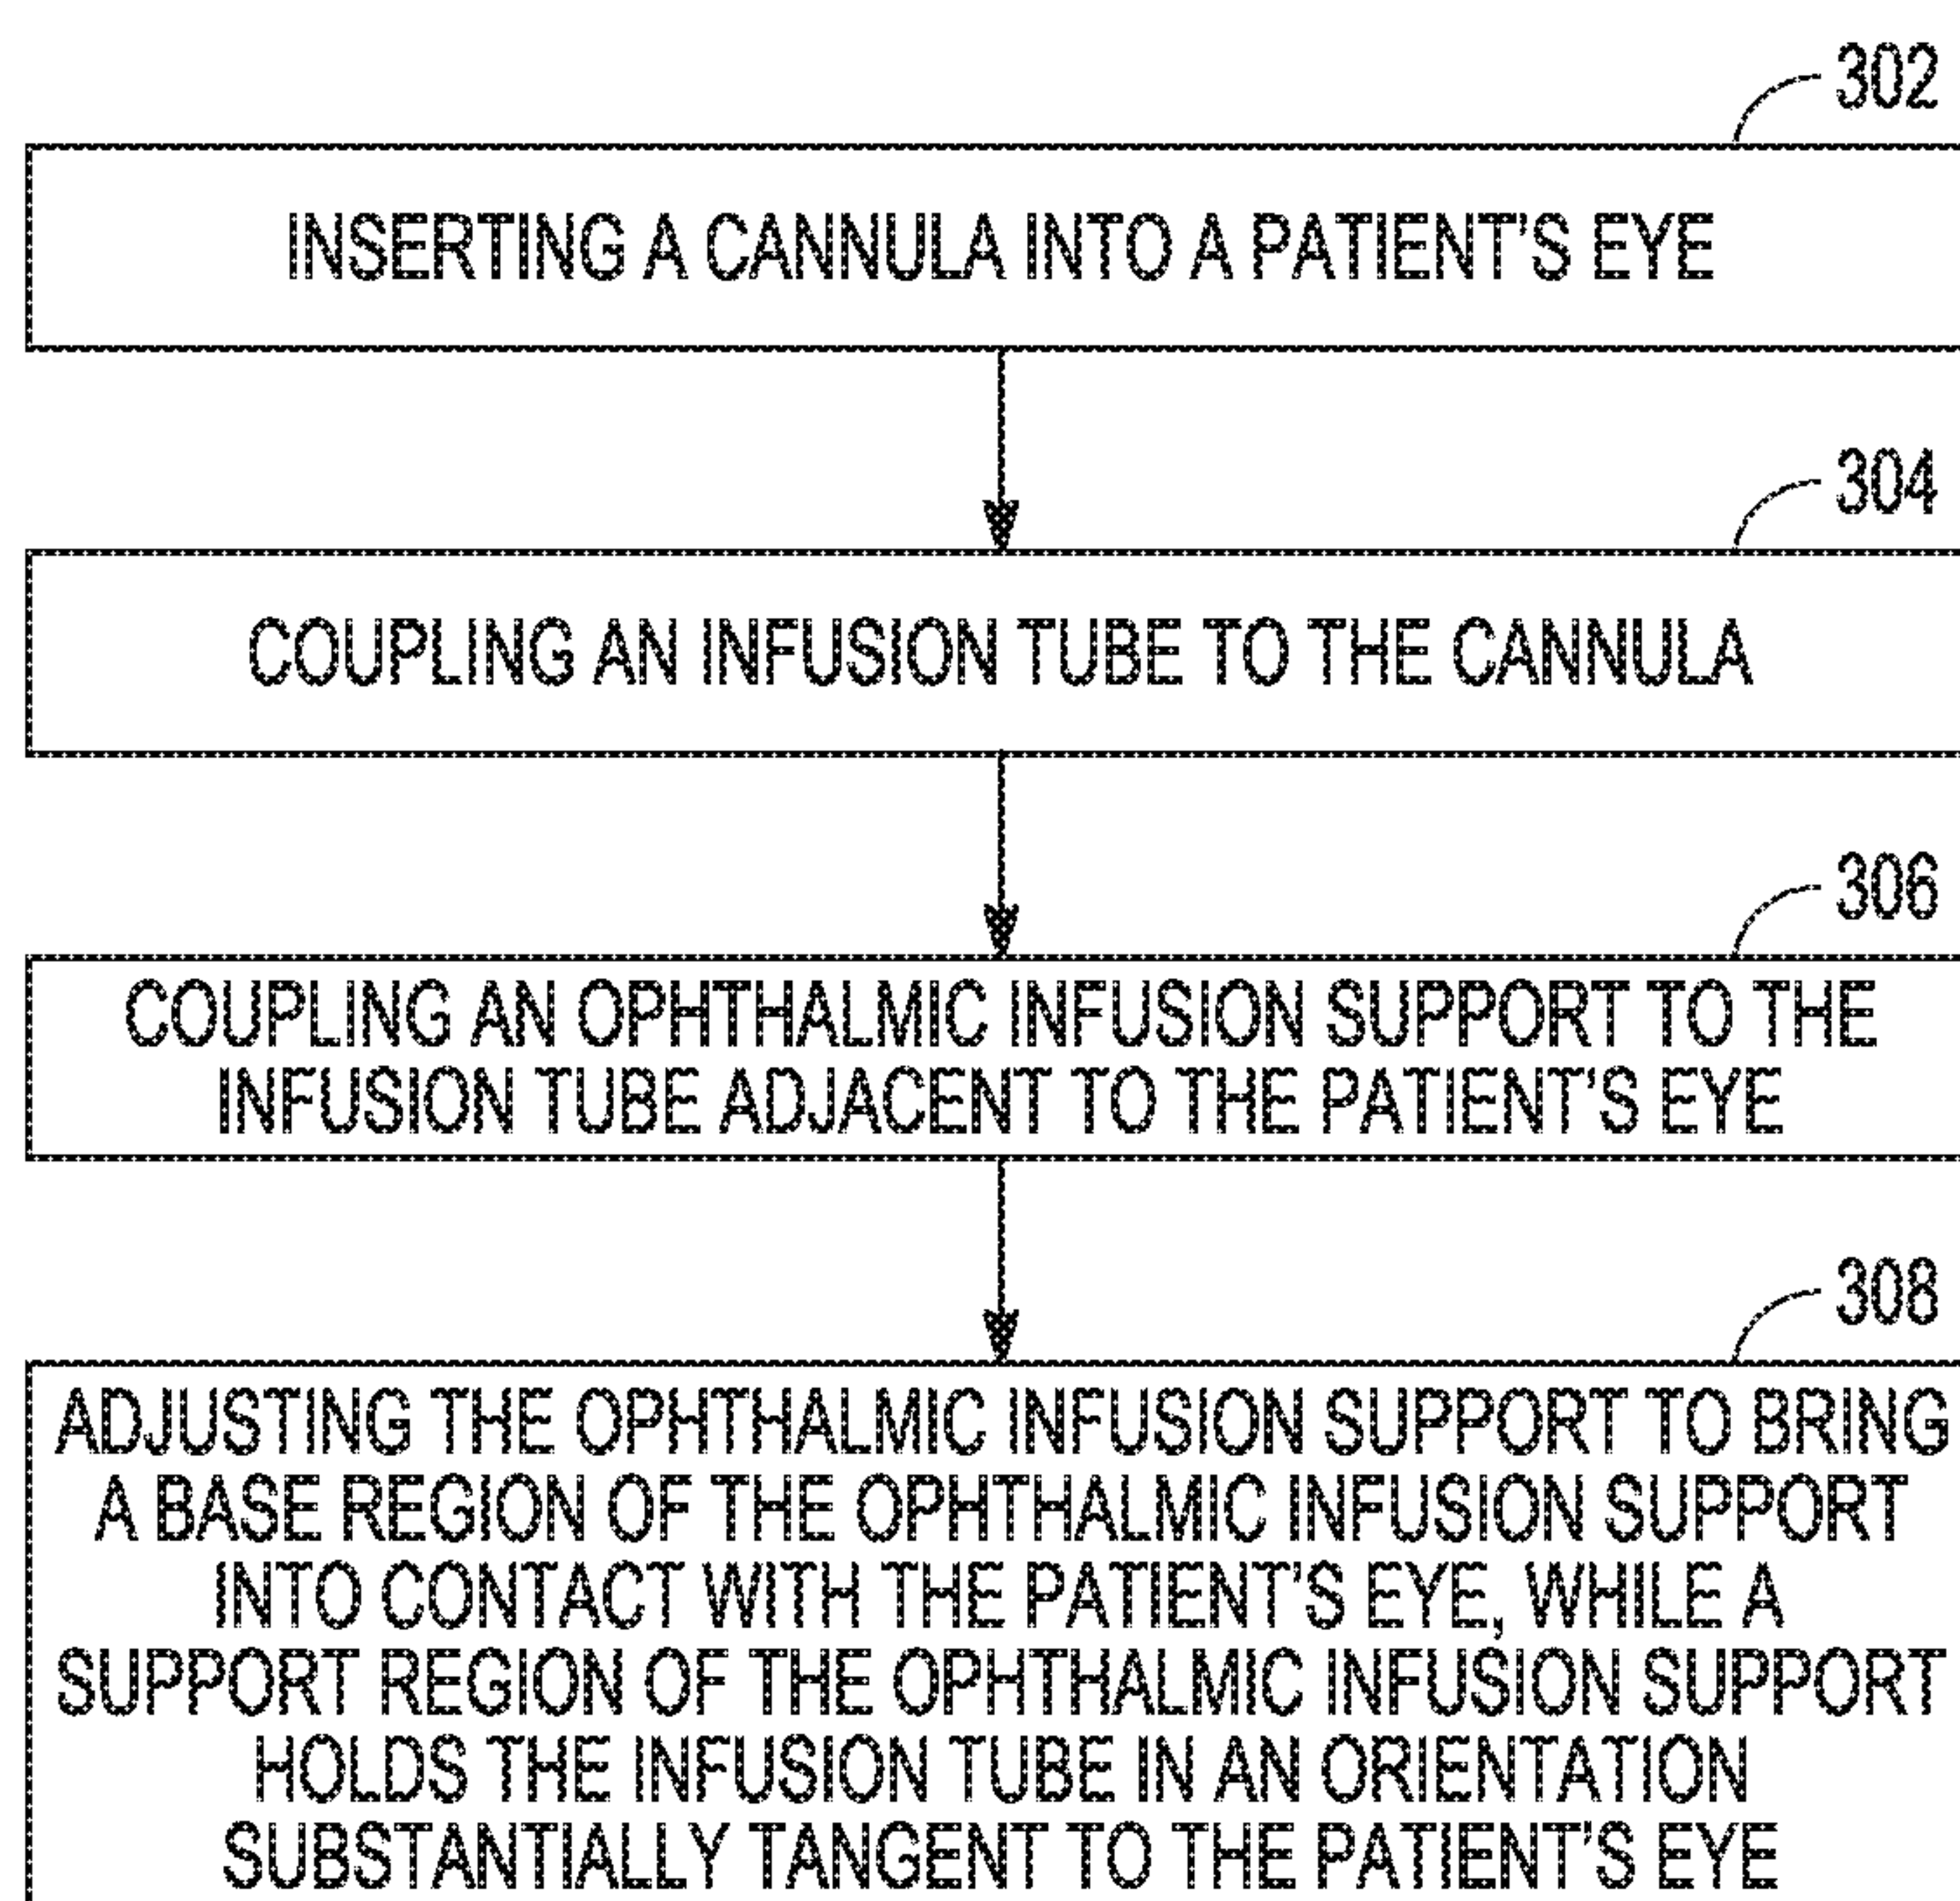 302
INSERTING A CANNULA INTO A PATIENT'S EYE
304
COUPLING AN INFUSION TUBE TO THE CANNULA
306
COUPLING AN OPHTHALMIC INFUSION SUPPORT TO THE
INFUSION TUBE ADJACENT TO THE PATIENT'S EYE
308
ADJUSTING THE OPHTHALMIC INFUSION SUPPORT TO BRING
A BASE REGION OF THE OPHTHALMIC INFUSION SUPPORT
INTO CONTACT WITH THE PATIENT'S EYE, WHILE A
SUPPORT REGION OF THE OPHTHALMIC INFUSION SUPPORT
HOLDS THE INFUSION TUBE IN AN ORIENTATION
SUBSTANTIALLY TANGENT TO THE PATIENT'S EYE